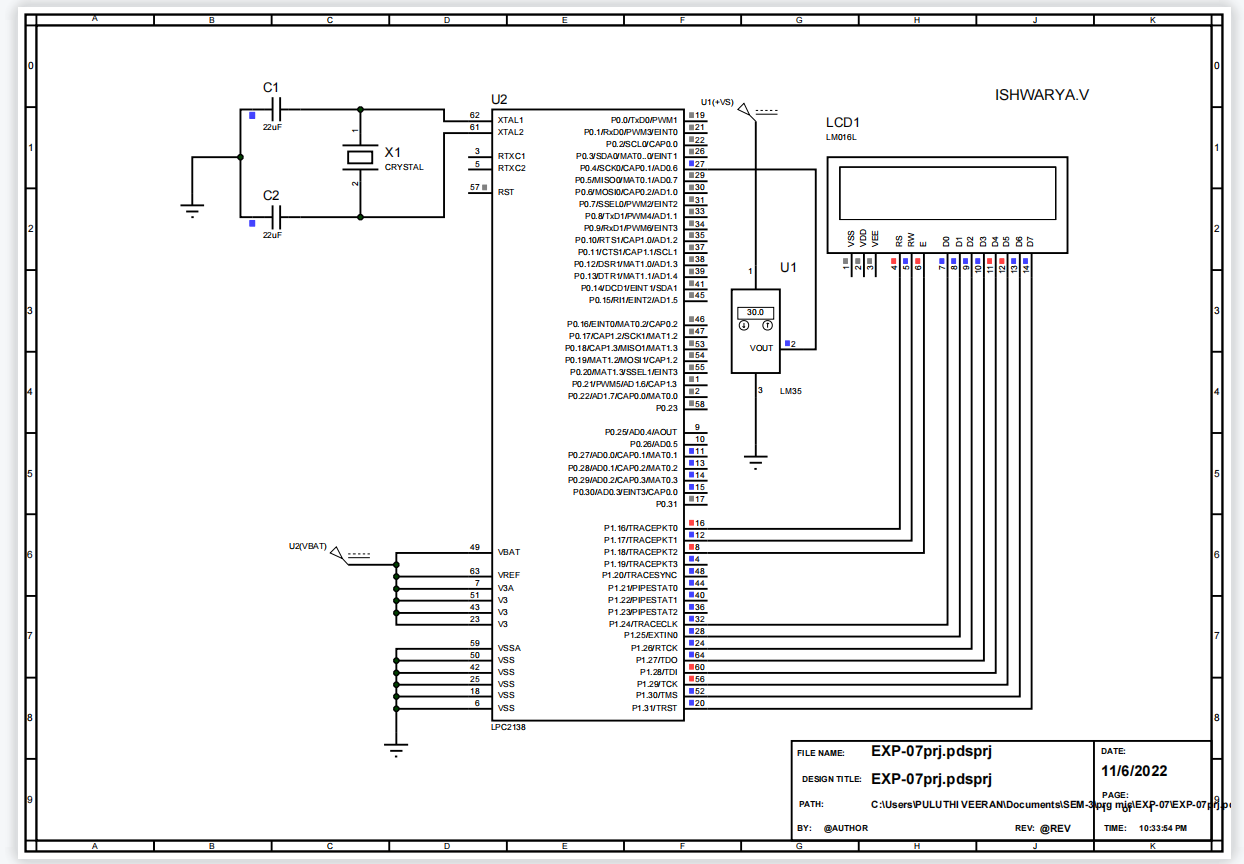 A B C D E F G H J K
0 0
1 1
2 2
3 3
4 4
5 5
6 6
7 7
8 8
9 9
ISHWARYA.V
C1
22uF
C2
22uF
X1
CRYSTAL
1
2
U2
62 XTAL1
61 XTAL2
3 RTXC1
5 RTXC2
57 RST
49 VBAT
63 VREF
7 V3A
51 V3
43 V3
23 V3
59 VSSA
50 VSS
42 VSS
25 VSS
18 VSS
6 VSS
LPC2138
U2(VBAT)
P0.0/TxD0/PWM1 19
P0.1/RxD0/PWM3/EINT0 21
P0.2/SCL0/CAP0.0 22
P0.3/SDA0/MAT0..0/EINT1 26
P0.4/SCK0/CAP0.1/AD0.6 27
P0.5/MISO0/MAT0.1/AD0.7 29
P0.6/MOSI0/CAP0.2/AD1.0 30
P0.7/SSEL0/PWM2/EINT2 31
P0.8/TxD1/PWM4/AD1.1 33
P0.9/RxD1/PWM6/EINT3 34
P0.10/RTS1/CAP1.0/AD1.2 35
P0.11/CTS1/CAP1.1/SCL1 37
P0.12/DSR1/MAT1.0/AD1.3 38
P0.13/DTR1/MAT1.1/AD1.4 39
P0.14/DCD1/EINT1/SDA1 41
P0.15/RI1/EINT2/AD1.5 45
P0.16/EINT0/MAT0.2/CAP0.2 46
P0.17/CAP1.2/SCK1/MAT1.2 47
P0.18/CAP1.3/MISO1/MAT1.3 53
P0.19/MAT1.2/MOSI1/CAP1.2 54
P0.20/MAT1.3/SSEL1/EINT3 55
P0.21/PWM5/AD1.6/CAP1.3 1
P0.22/AD1.7/CAP0.0/MAT0.0 2
P0.23 58
P0.25/AD0.4/AOUT 9
P0.26/AD0.5 10
P0.27/AD0.0/CAP0.1/MAT0.1 11
P0.28/AD0.1/CAP0.2/MAT0.2 13
P0.29/AD0.2/CAP0.3/MAT0.3 14
P0.30/AD0.3/EINT3/CAP0.0 15
P0.31 17
P1.16/TRACEPKT0 16
P1.17/TRACEPKT1 12
P1.18/TRACEPKT2 8
P1.19/TRACEPKT3 4
P1.20/TRACESYNC 48
P1.21/PIPESTAT0 44
P1.22/PIPESTAT1 40
P1.23/PIPESTAT2 36
P1.24/TRACECLK 32
P1.25/EXTIN0 28
P1.26/RTCK 24
P1.27/TDO 64
P1.28/TDI 60
P1.29/TCK 56
P1.30/TMS 52
P1.31/TRST 20
U1(+VS)
1
U1
30.0
VOUT 2
3
LM35
LCD1
LM016L
VSS VDD VEE RS RW E D0 D1 D2 D3 D4 D5 D6 D7
1 2 3 4 5 6 7 8 9 10 11 12 13 14
FILE NAME: EXP-07prj.pdsprj
DESIGN TITLE: EXP-07prj.pdsprj
PATH: C:\Users\PULUTHI VEERAN\Documents\SEM-3\prg mic\EXP-07\EXP-07prj.p
BY: @AUTHOR REV: @REV
DATE:
11/6/2022
PAGE:
of
TIME: 10:33:54 PM
A B C D E F G H J K